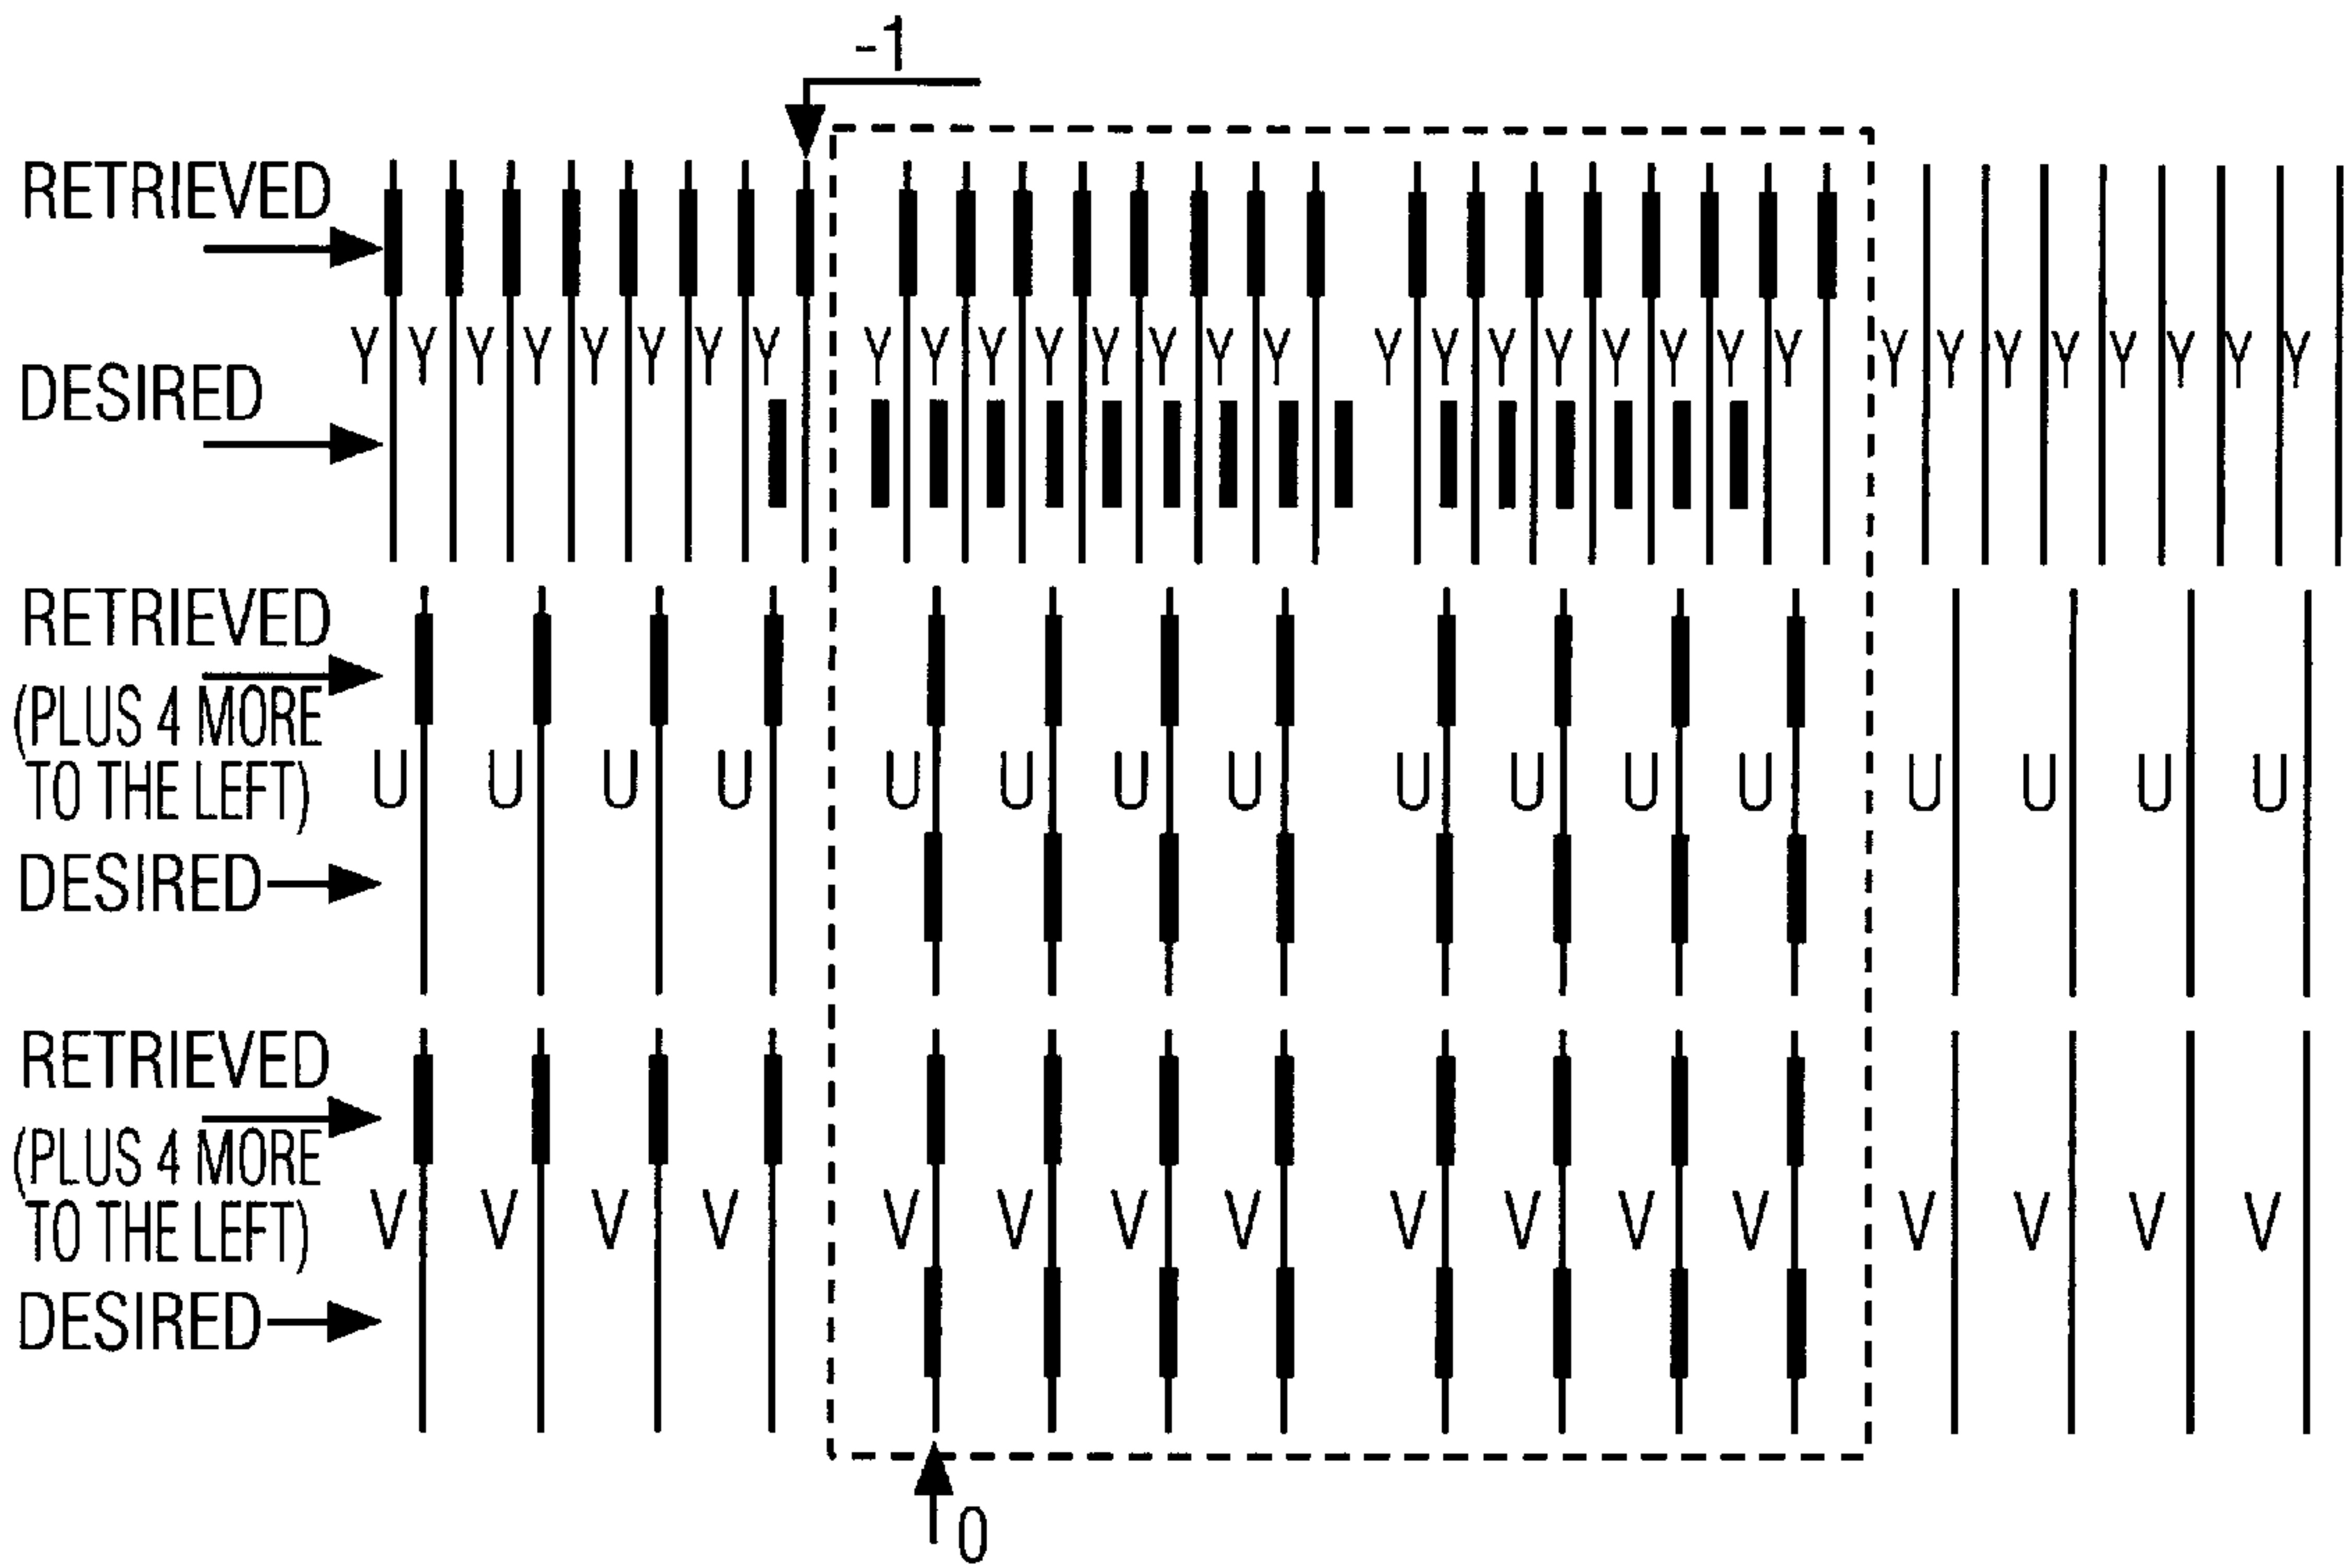 -1
RETRIEVED
Y Y Y Y Y Y Y Y Y Y Y Y Y Y Y Y Y Y Y Y Y Y Y Y Y Y Y Y Y Y Y Y
DESIRED
RETRIEVED
(PLUS 4 MORE
TO THE LEFT)
U U U U U U U U U U U U U U U U
DESIRED
RETRIEVED
(PLUS 4 MORE
TO THE LEFT)
V V V V V V V V V V V V V V V V
DESIRED
0